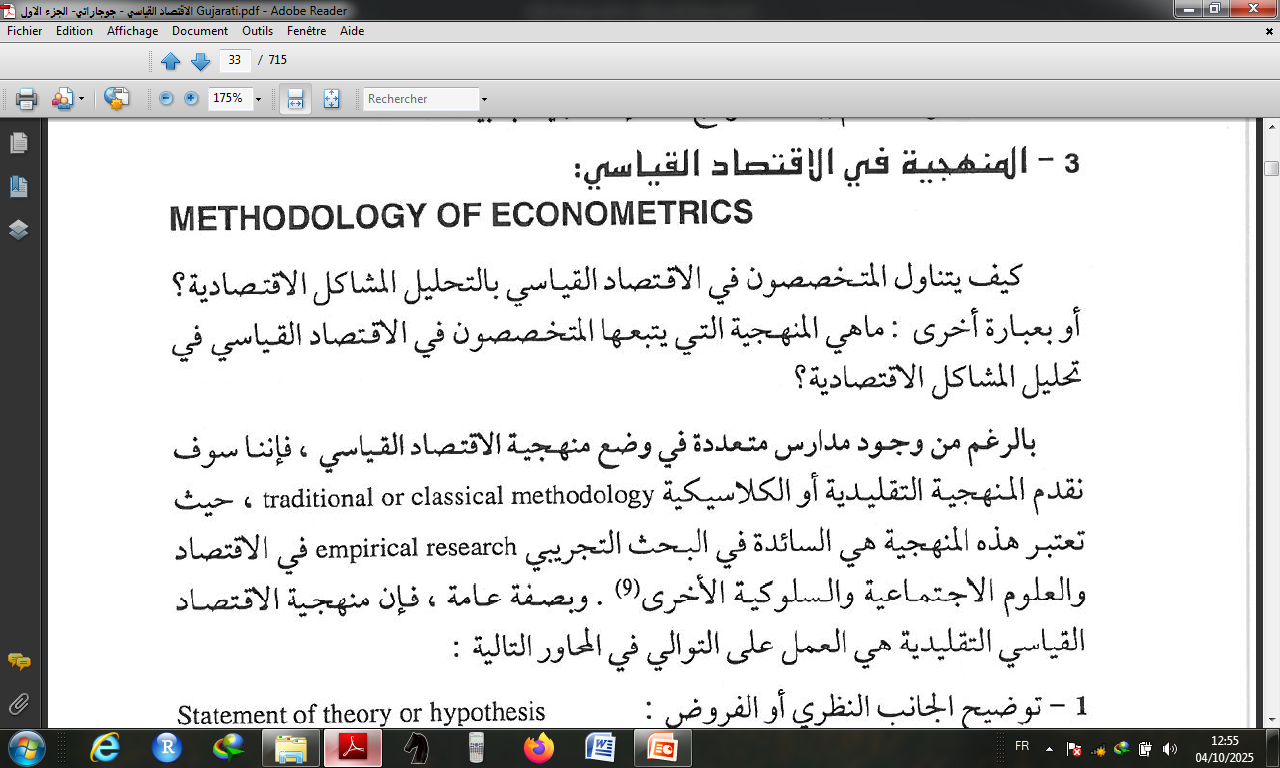 الاقتصاد القياسي - جوجاراتي- الجزء الاول Gujarati.pdf - Adobe Reader
Fichier Edition Affichage Document Outils Fenêtre Aide
33 / 715
175% Rechercher
3 - المنهجية في الاقتصاد القياسي:
METHODOLOGY OF ECONOMETRICS
كيف يتناول المتخصصون في الاقتصاد القياسي بالتحليل المشاكل الاقتصادية؟
أو بعبارة أخرى : ماهي المنهجية التي يتبعها المتخصصون في الاقتصاد القياسي في
تحليل المشاكل الاقتصادية؟
بالرغم من وجود مدارس متعددة في وضع منهجية الاقتصاد القياسي ، فإننا سوف
نقدم المنهجية التقليدية أو الكلاسيكية traditional or classical methodology ، حيث
تعتبر هذه المنهجية هي السائدة في البحث التجريبي empirical research في الاقتصاد
والعلوم الاجتماعية والسلوكية الأخرى(9) . وبصفة عامة ، فإن منهجية الاقتصاد
القياسي التقليدية هي العمل على التوالي في المحاور التالية :
1 - توضيح الجانب النظري أو الفروض : Statement of theory or hypothesis
FR 12:55
04/10/2025